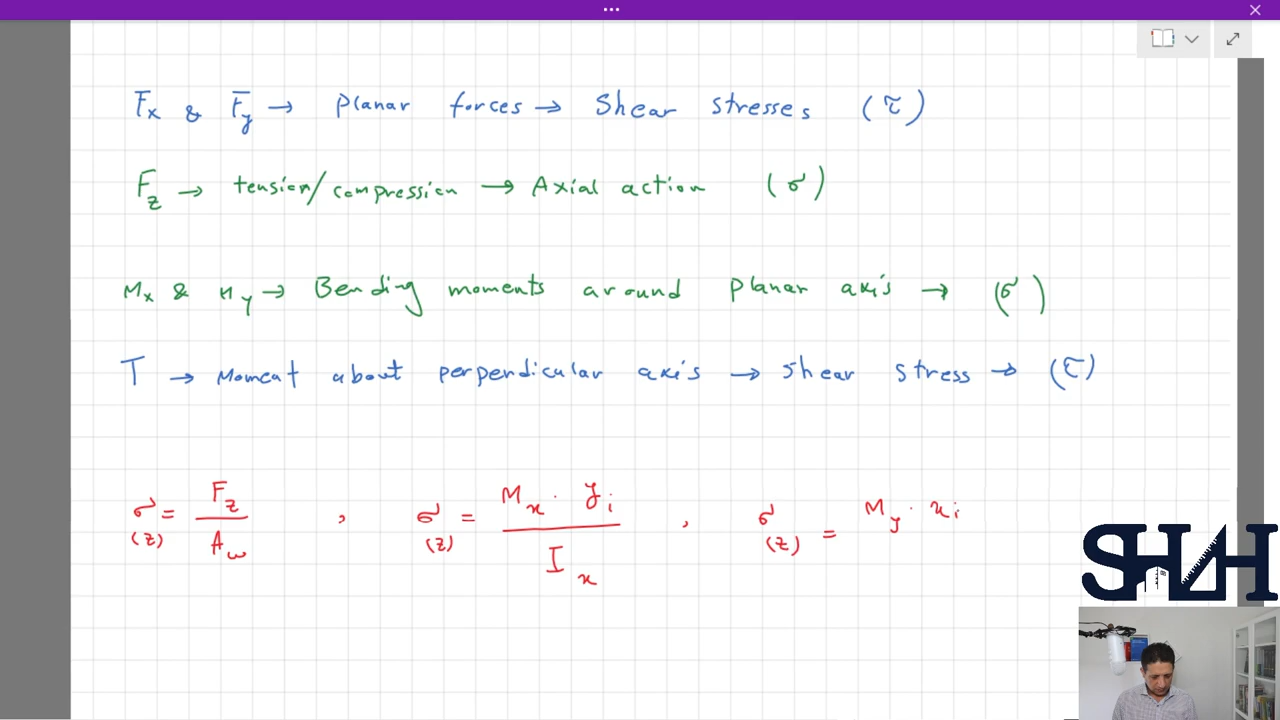 Fx & Fy → Planar forces → Shear stresses (τ)
Fz → tension/compression → Axial action (σ)
Mx & My → Bending moments around planar axis → (σ)
T → Moment about perpendicular axis → shear stress → (τ)
σ(z) = Fz / Aw , σ(z) = Mx · yi / Ix , σ(z) = My · xi
SHLH